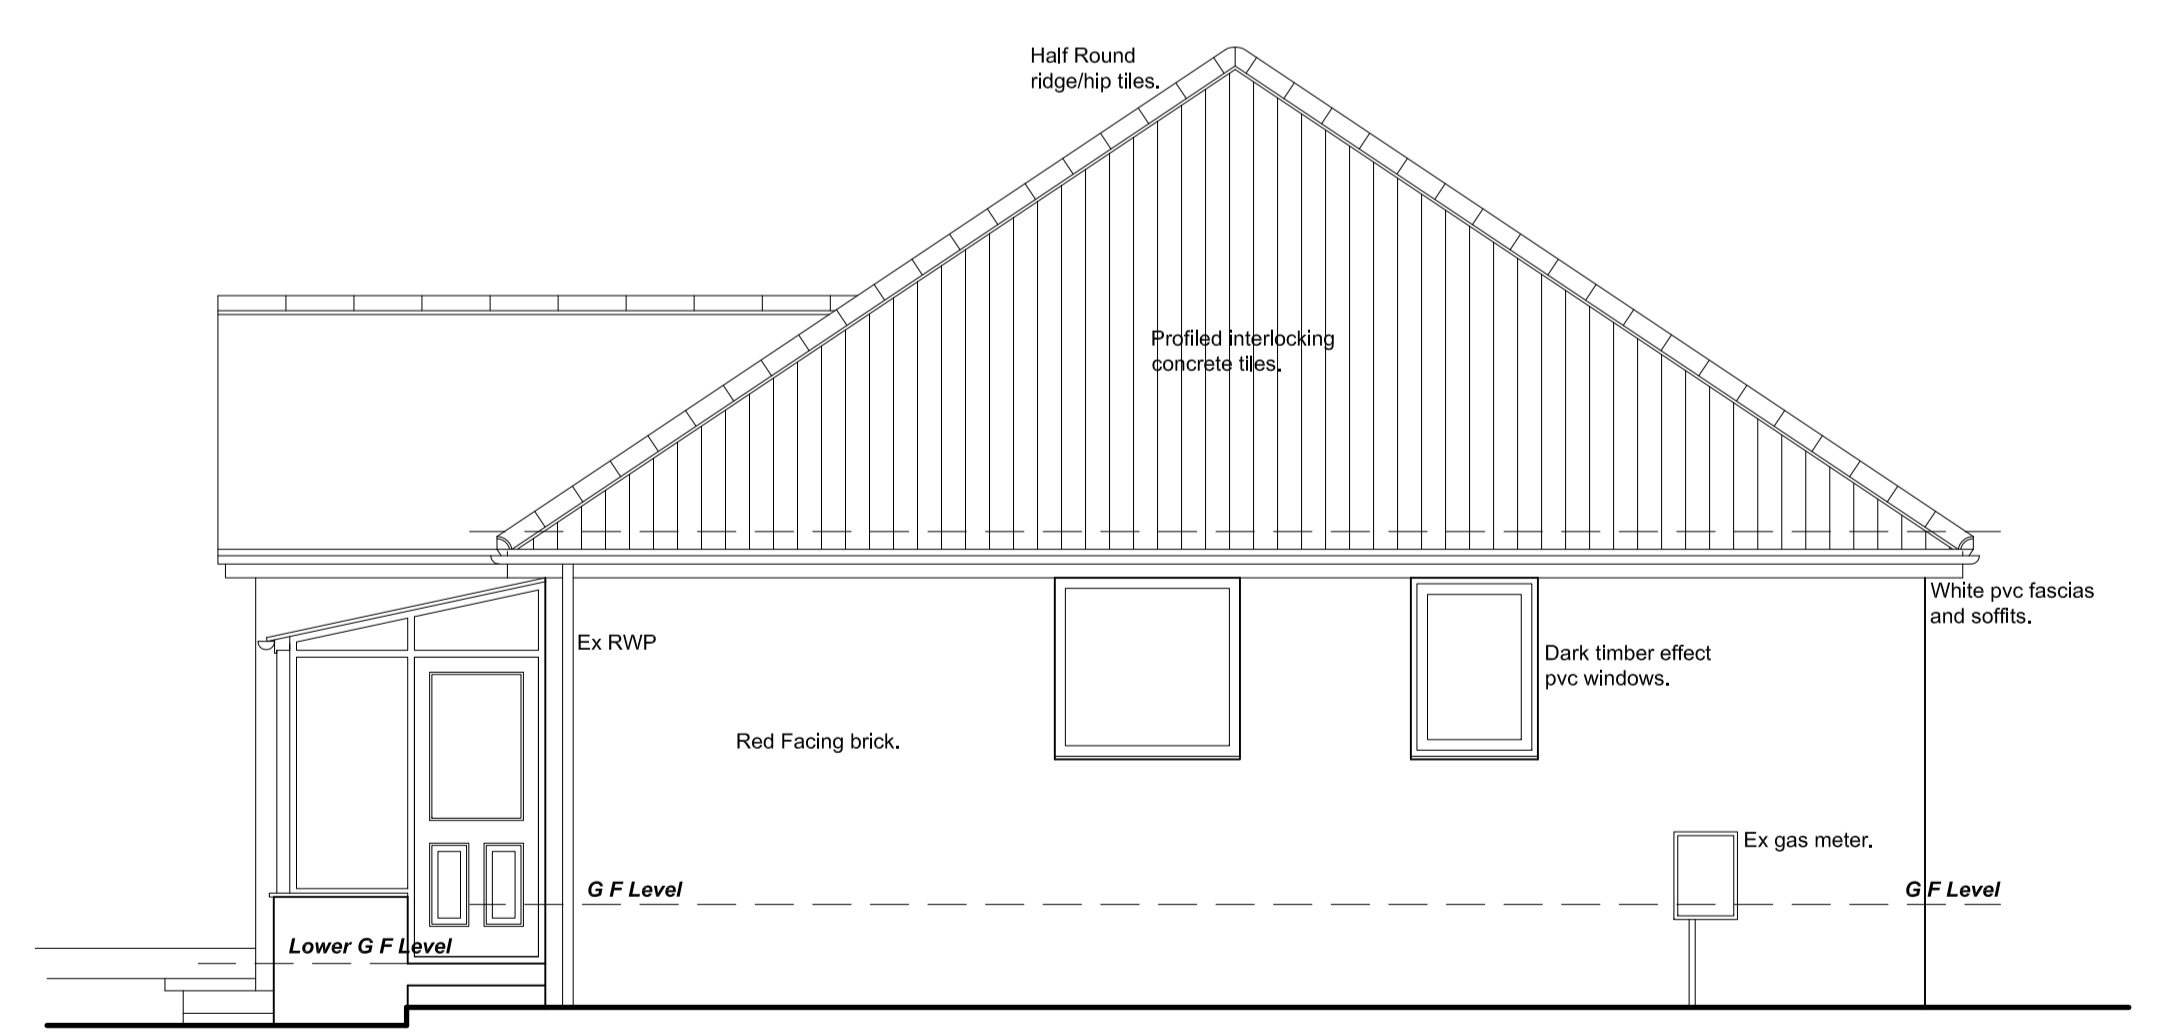 Half Round
ridge/hip tiles.
Profiled interlocking
concrete tiles.
White pvc fascias
and soffits.
Ex RWP
Dark timber effect
pvc windows.
Red Facing brick.
Ex gas meter.
G F Level
G F Level
Lower G F Level